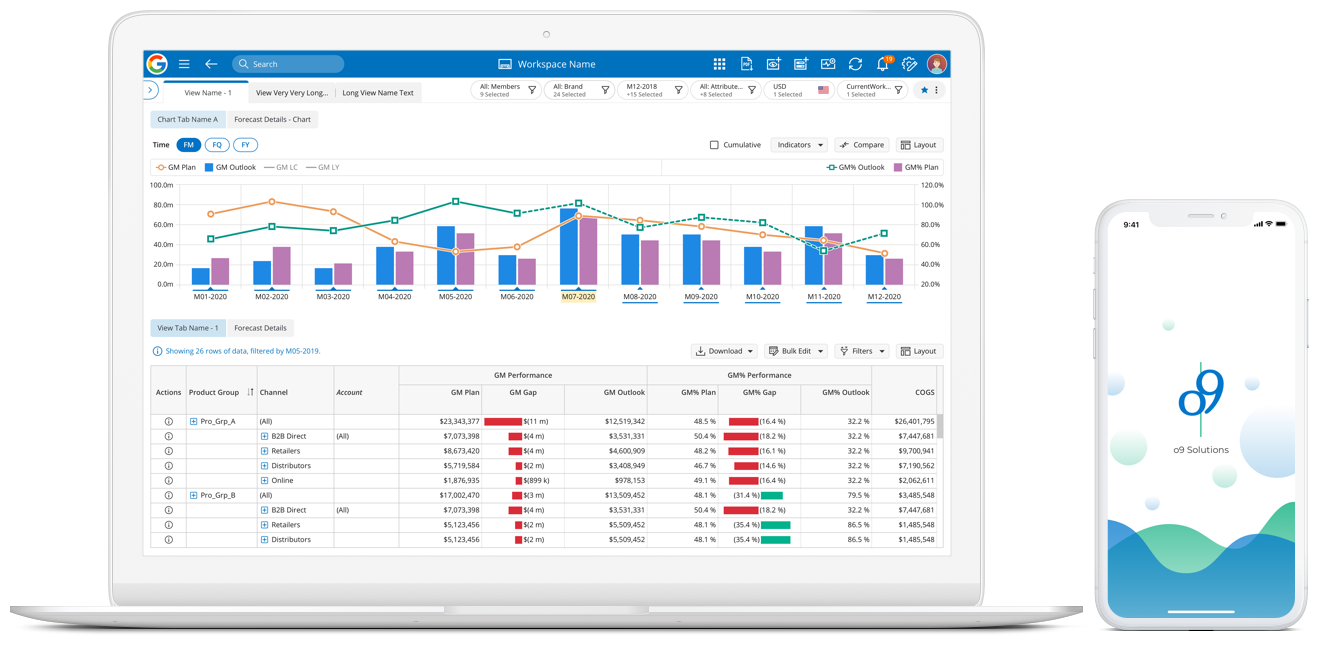 Search
Workspace Name
PDF
19
View Name - 1
View Very Very Long...
Long View Name Text
All: Members
9 Selected
All: Brand
24 Selected
M12-2018
+15 Selected
All: Attribute...
+8 Selected
USD
1 Selected
CurrentWork...
1 Selected
Chart Tab Name A
Forecast Details - Chart
Time FM FQ FY
Cumulative
Indicators
Compare
Layout
GM Plan GM Outlook GM LC GM LY
GM% Outlook GM% Plan
100.0m
80.0m
60.0m
40.0m
20.0m
0.0m
120.0%
100.0%
80.0%
60.0%
40.0%
20.0%
M01-2020 M02-2020 M03-2020 M04-2020 M05-2020 M06-2020 M07-2020 M08-2020 M09-2020 M10-2020 M11-2020 M12-2020
View Tab Name - 1
Forecast Details
Showing 26 rows of data, filtered by M05-2019.
Download
Bulk Edit
Filters
Layout
GM Performance GM% Performance
Actions Product Group Channel Account GM Plan GM Gap GM Outlook GM% Plan GM% Gap GM% Outlook COGS
Pro_Grp_A (All) $23,343,377 $(11 m) $12,519,342 48.5 % (16.4 %) 32.2 % $26,401,795
B2B Direct (All) $7,073,398 $(4 m) $3,531,331 50.4 % (18.2 %) 32.2 % $7,447,681
Retailers $8,673,420 $(4 m) $4,600,909 48.2 % (16.1 %) 32.2 % $9,700,941
Distributors $5,719,584 $(2 m) $3,408,949 46.7 % (14.6 %) 32.2 % $7,190,562
Online $1,876,935 $(899 k) $978,153 49.1 % (16.4 %) 32.2 % $2,062,611
Pro_Grp_B (All) $17,002,470 $(3 m) $13,509,452 48.1 % (31.4 %) 79.5 % $3,485,548
B2B Direct (All) $7,073,398 $(4 m) $3,531,331 50.4 % (18.2 %) 32.2 % $7,447,681
Retailers $5,123,456 $(2 m) $5,509,452 48.1 % (35.4 %) 86.5 % $1,485,548
Distributors $5,123,456 $(2 m) $5,509,452 48.1 % (35.4 %) 86.5 % $1,485,548
9:41
o9
o9 Solutions